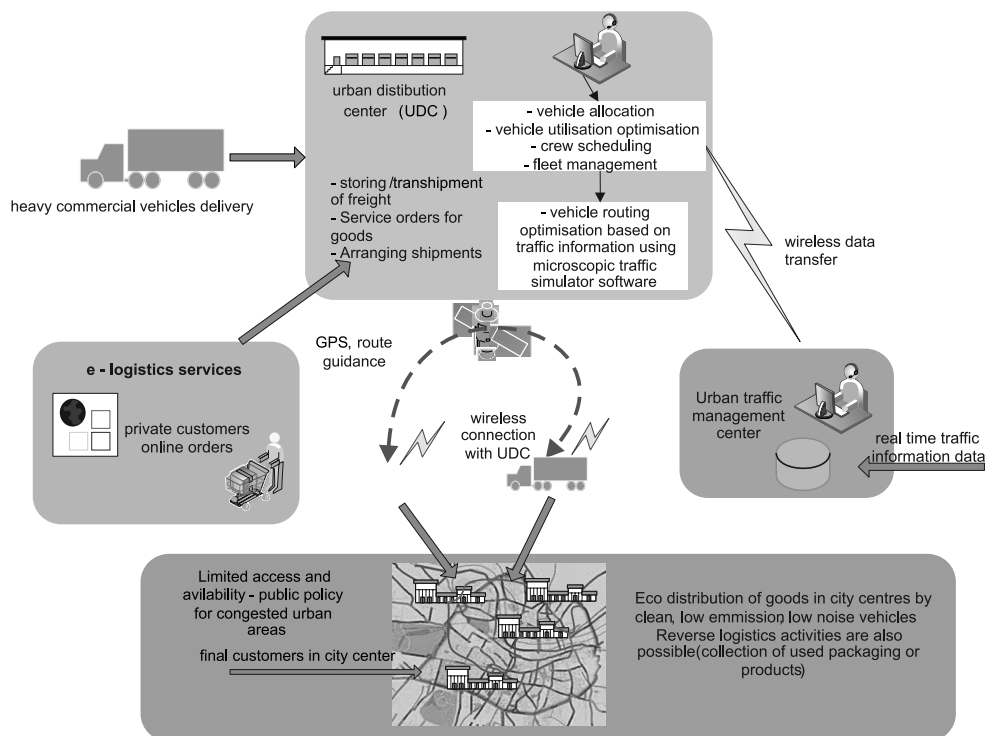 urban distibution
center (UDC)
- vehicle allocation
- vehicle utilisation optimisation
- crew scheduling
- fleet management
heavy commercial vehicles delivery
- storing/transhipment
of freight
- Service orders for
goods
- Arranging shipments
- vehicle routing
optimisation based on
traffic information using
microscopic traffic
simulator software
wireless data
transfer
GPS, route
guidance
e - logistics services
private customers
online orders
wireless
connection
with UDC
Urban traffic
management
center
real time traffic
information data
Limited access and
avilability - public policy
for congested urban
areas
final customers in city center
Eco distribution of goods in city centres by
clean, low emmission, low noise vehicles
Reverse logistics activities are also
possible(collection of used packaging or
products)